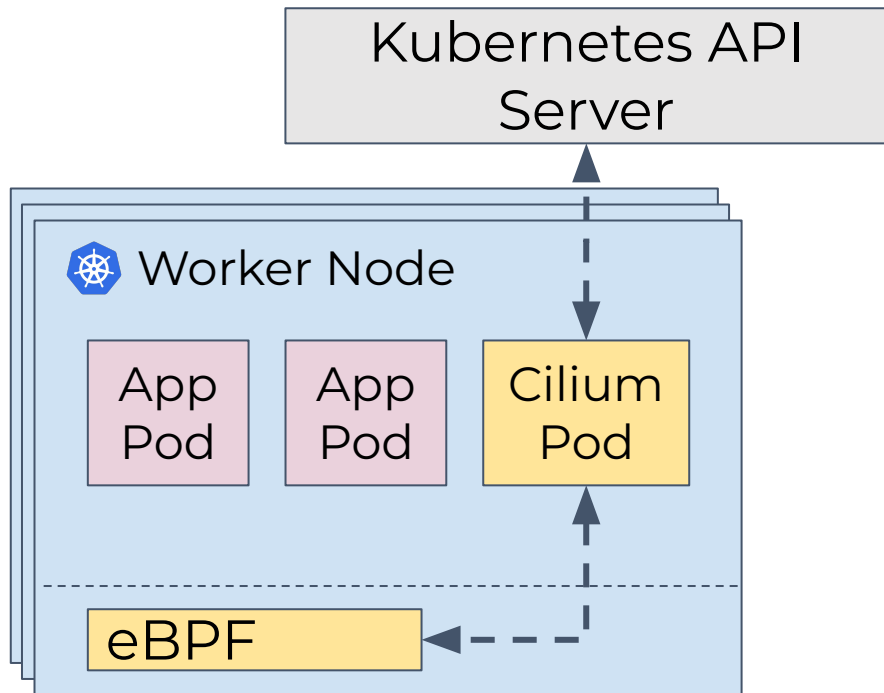 Kubernetes API
Server
Worker Node
App
Pod
App
Pod
Cilium
Pod
eBPF